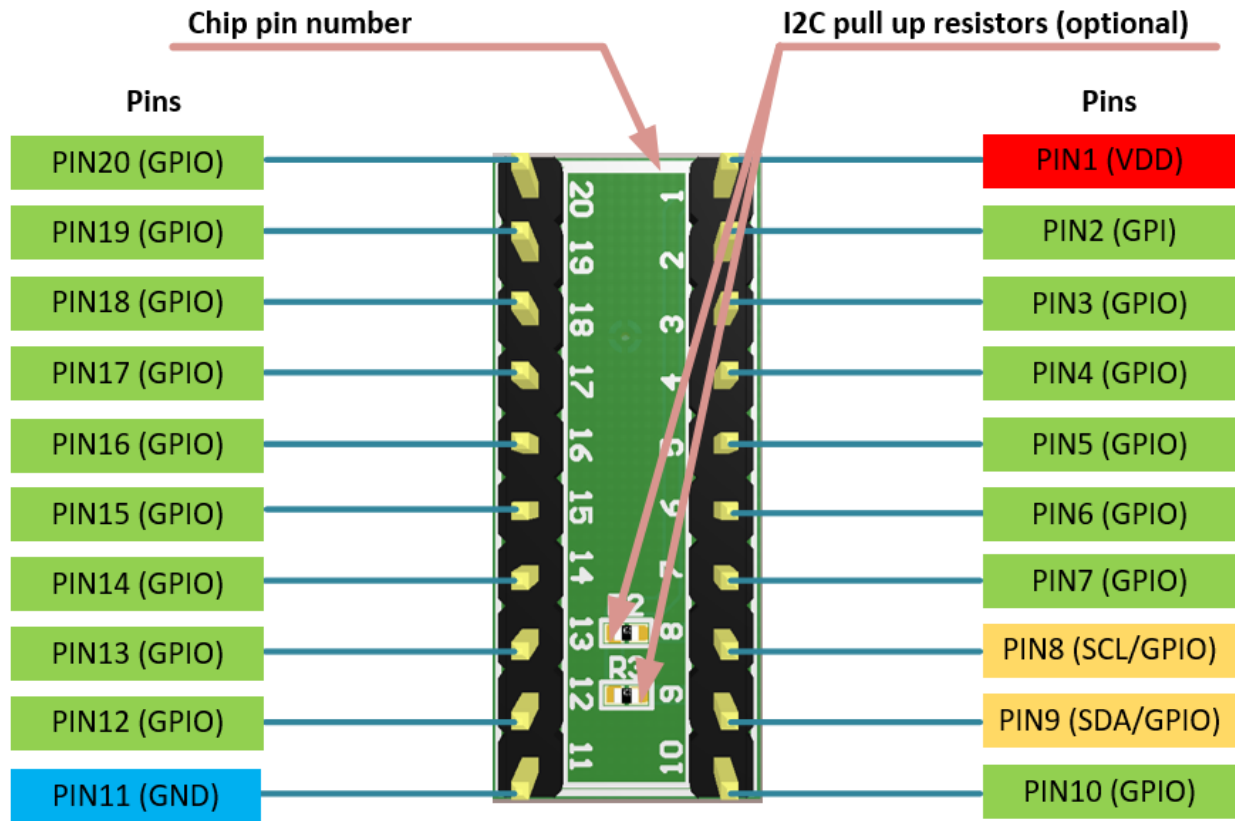 Chip pin number
I2C pull up resistors (optional)
Pins
Pins
PIN20 (GPIO)
PIN19 (GPIO)
PIN18 (GPIO)
PIN17 (GPIO)
PIN16 (GPIO)
PIN15 (GPIO)
PIN14 (GPIO)
PIN13 (GPIO)
PIN12 (GPIO)
PIN11 (GND)
20
19
18
17
16
15
14
13
12
11
1
2
3
4
5
6
7
8
9
10
R3
PIN1 (VDD)
PIN2 (GPI)
PIN3 (GPIO)
PIN4 (GPIO)
PIN5 (GPIO)
PIN6 (GPIO)
PIN7 (GPIO)
PIN8 (SCL/GPIO)
PIN9 (SDA/GPIO)
PIN10 (GPIO)